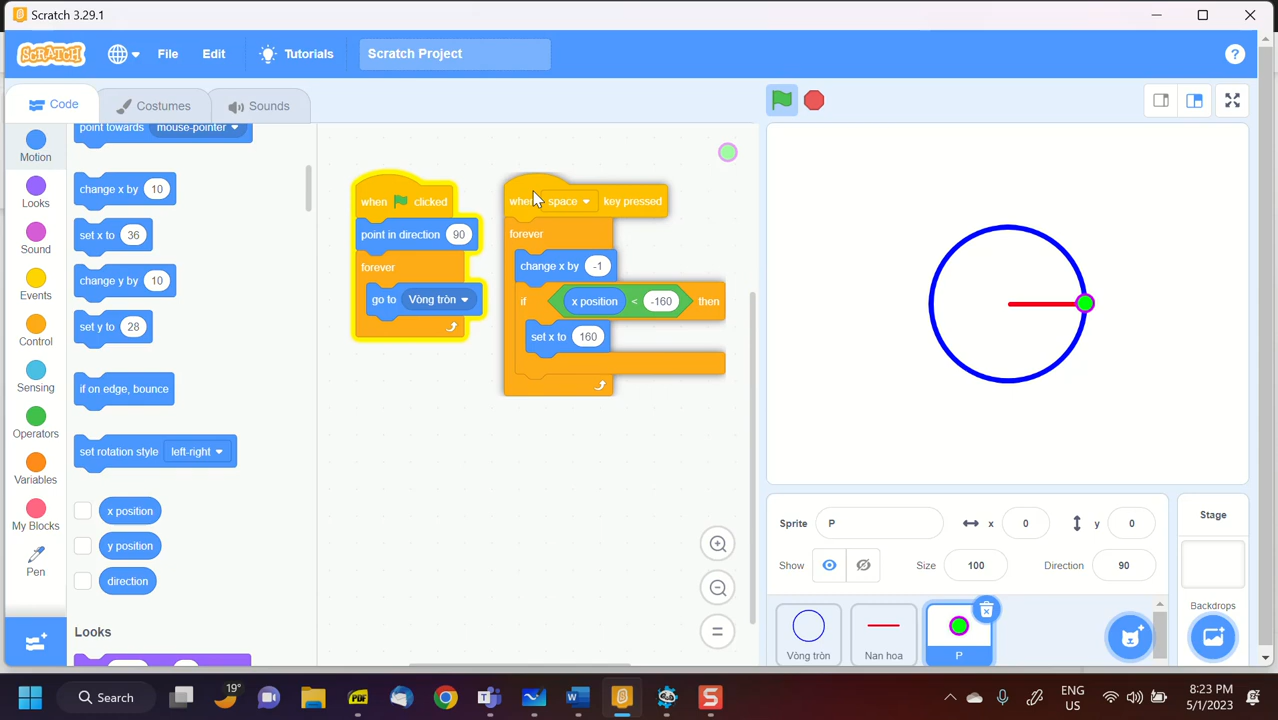 Scratch 3.29.1
SCRATCH File Edit Tutorials Scratch Project ?
Code Costumes Sounds
Motion
Looks
Sound
Events
Control
Sensing
Operators
Variables
My Blocks
Pen
point towards mouse-pointer
change x by 10
set x to 36
change y by 10
set y to 28
if on edge, bounce
set rotation style left-right
x position
y position
direction
Looks
when clicked
point in direction 90
forever
go to Vòng tròn
when space key pressed
forever
change x by -1
if x position < -160 then
set x to 160
Sprite P x 0 y 0
Show Size 100 Direction 90
Vòng tròn
Nan hoa
P
Stage
Backdrops
Search
19°
PDF
ENG
US
8:23 PM
5/1/2023